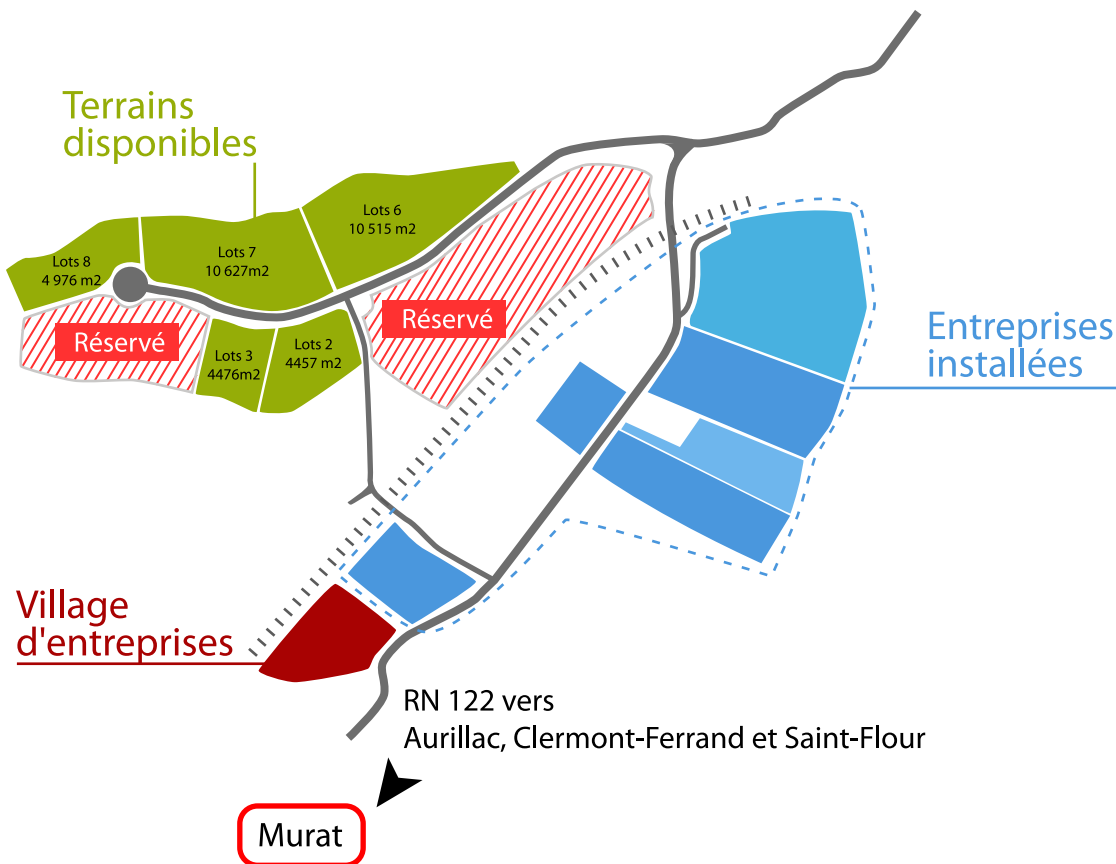 Terrains
disponibles
Lots 6
10 515 m2
Lots 7
10 627m2
Lots 8
4 976 m2
Réservé
Réservé
Lots 3
4476m2
Lots 2
4457 m2
Entreprises
installées
Village
d'entreprises
RN 122 vers
Aurillac, Clermont-Ferrand et Saint-Flour
Murat